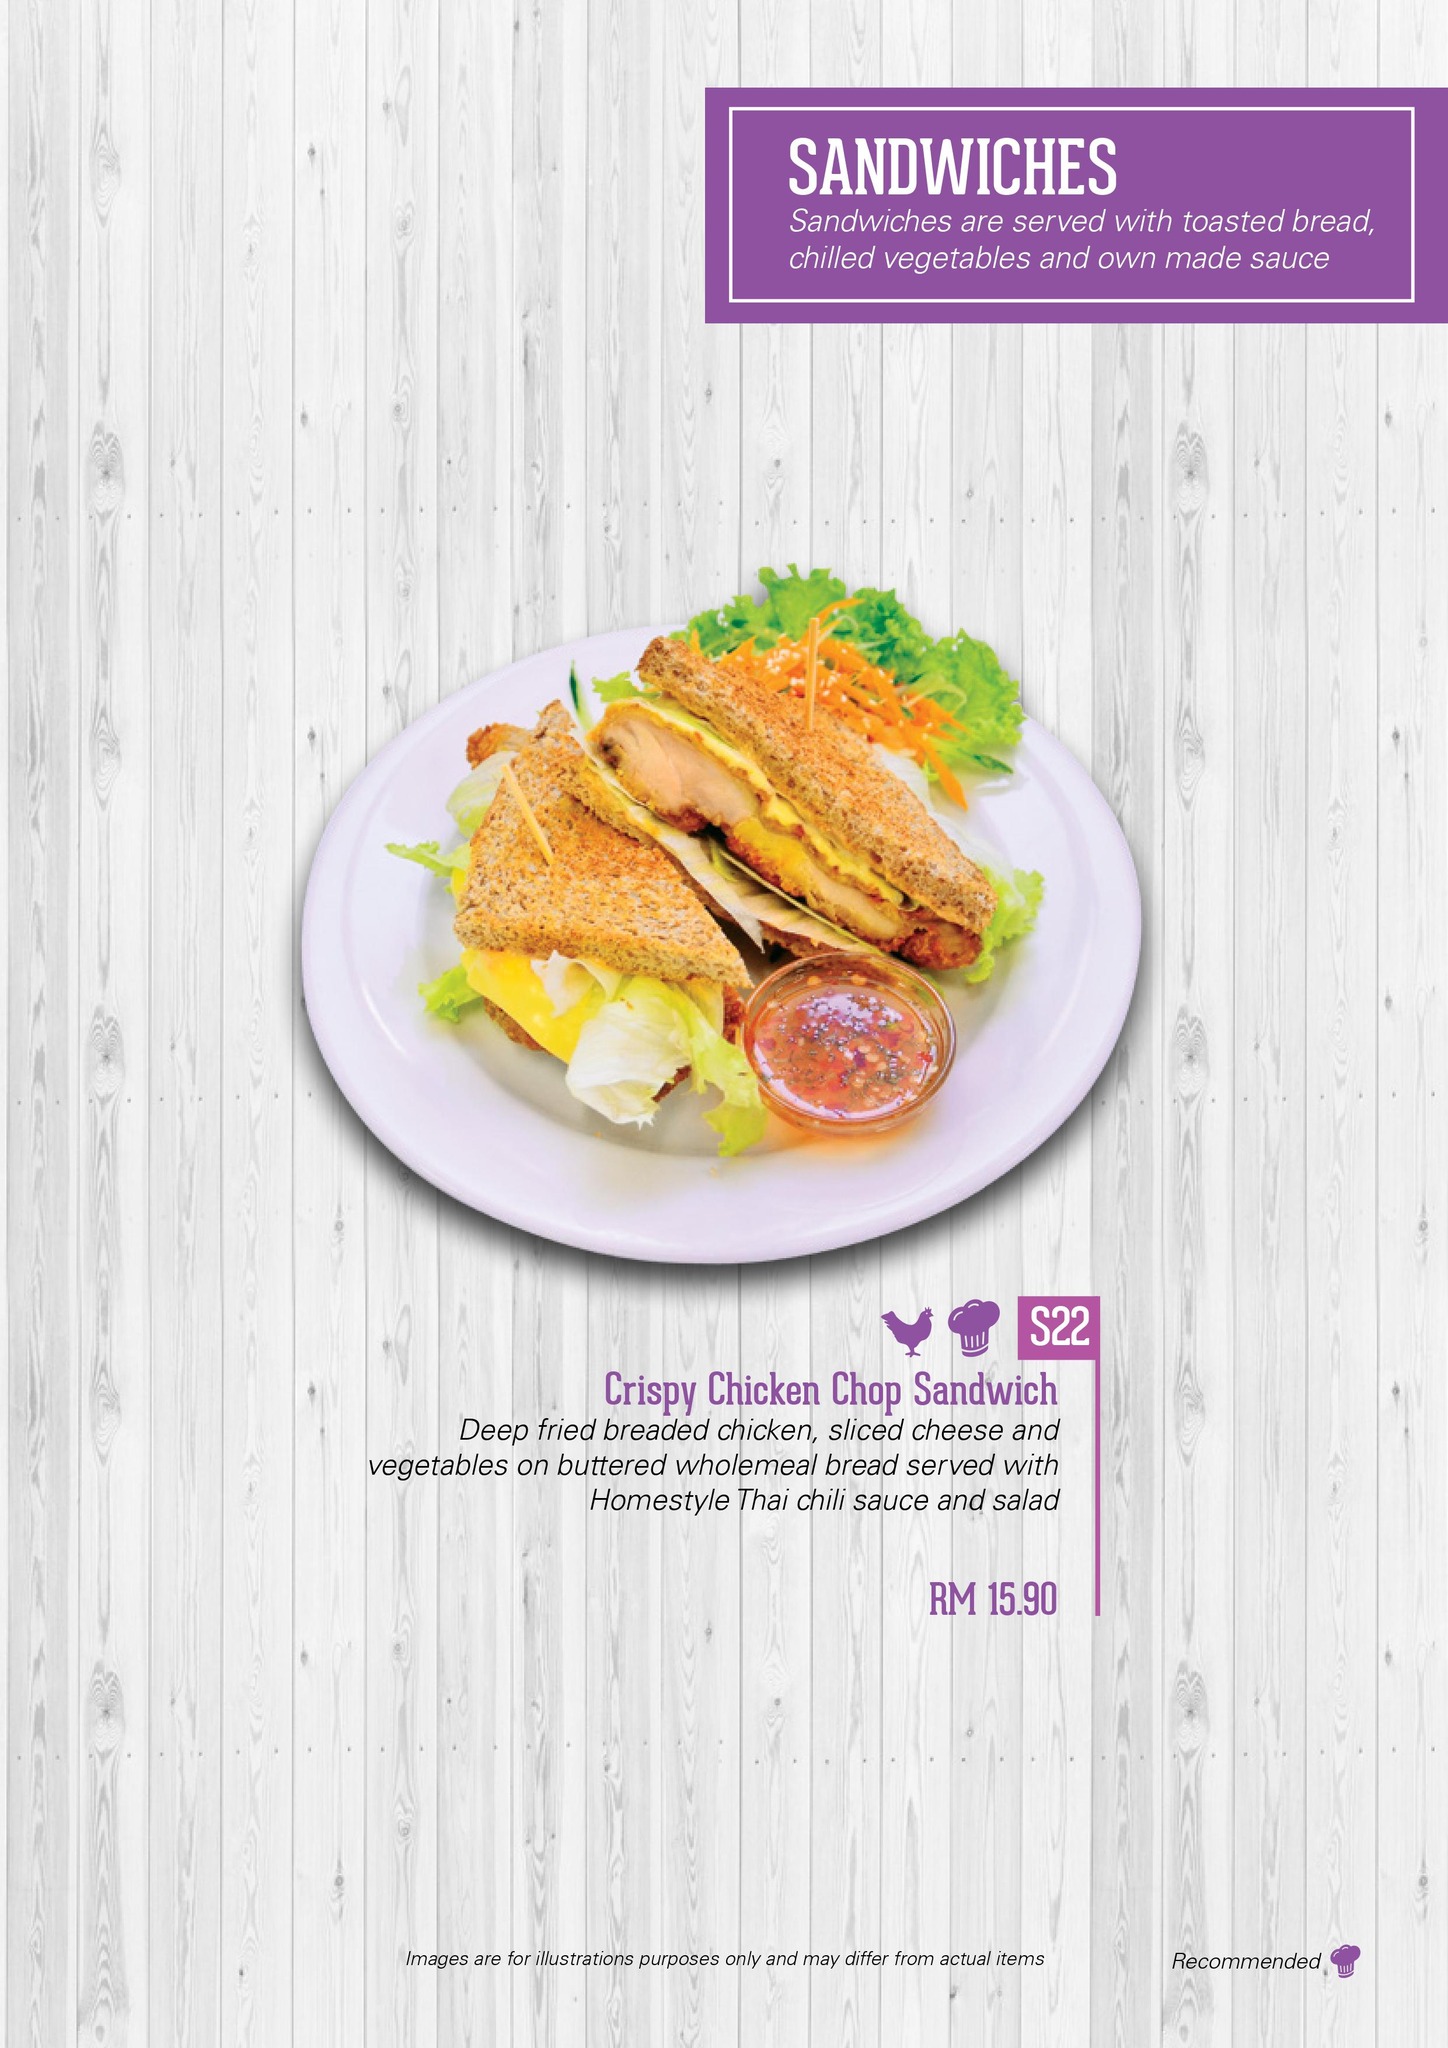 SANDWICHES
Sandwiches are served with toasted bread,
chilled vegetables and own made sauce
S22
Crispy Chicken Chop Sandwich
Deep fried breaded chicken, sliced cheese and
vegetables on buttered wholemeal bread served with
Homestyle Thai chili sauce and salad
RM 15.90
Images are for illustrations purposes only and may differ from actual items
Recommended